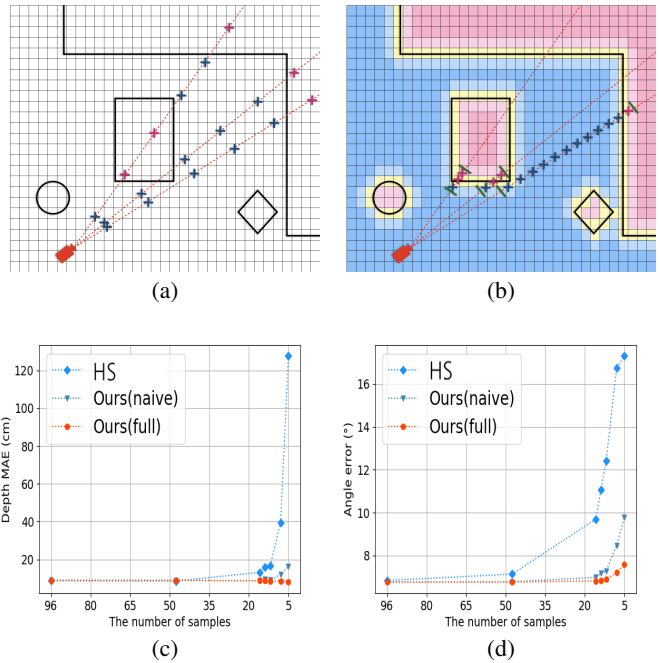 (a)
(b)
Depth MAE (cm)
120
100
80
60
40
20
HS
Ours(naive)
Ours(full)
96
80
65
50
35
20
5
The number of samples
(c)
Angle error (°)
16
14
12
10
8
HS
Ours(naive)
Ours(full)
96
80
65
50
35
20
5
The number of samples
(d)